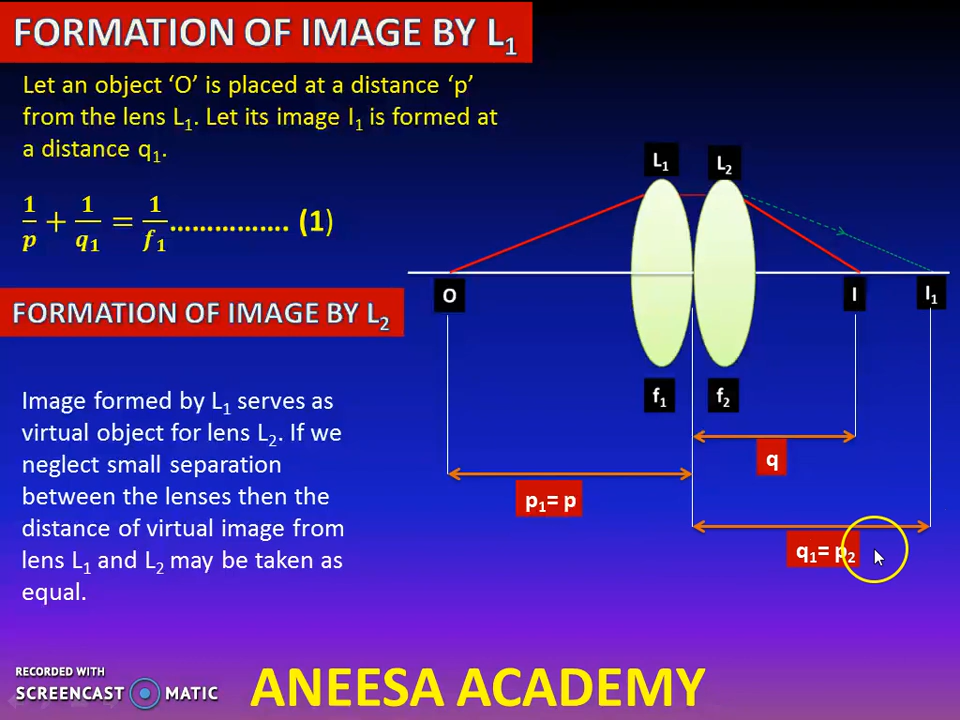 FORMATION OF IMAGE BY L₁
Let an object ‘O’ is placed at a distance ‘p’
from the lens L₁. Let its image I₁ is formed at
a distance q₁.
1/p + 1/q₁ = 1/f₁ ................ (1)
FORMATION OF IMAGE BY L₂
Image formed by L₁ serves as
virtual object for lens L₂. If we
neglect small separation
between the lenses then the
distance of virtual image from
lens L₁ and L₂ may be taken as
equal.
L₁ L₂
O I I₁
f₁ f₂
q
p₁= p
q₁= p₂
RECORDED WITH
SCREENCAST MATIC
ANEESA ACADEMY